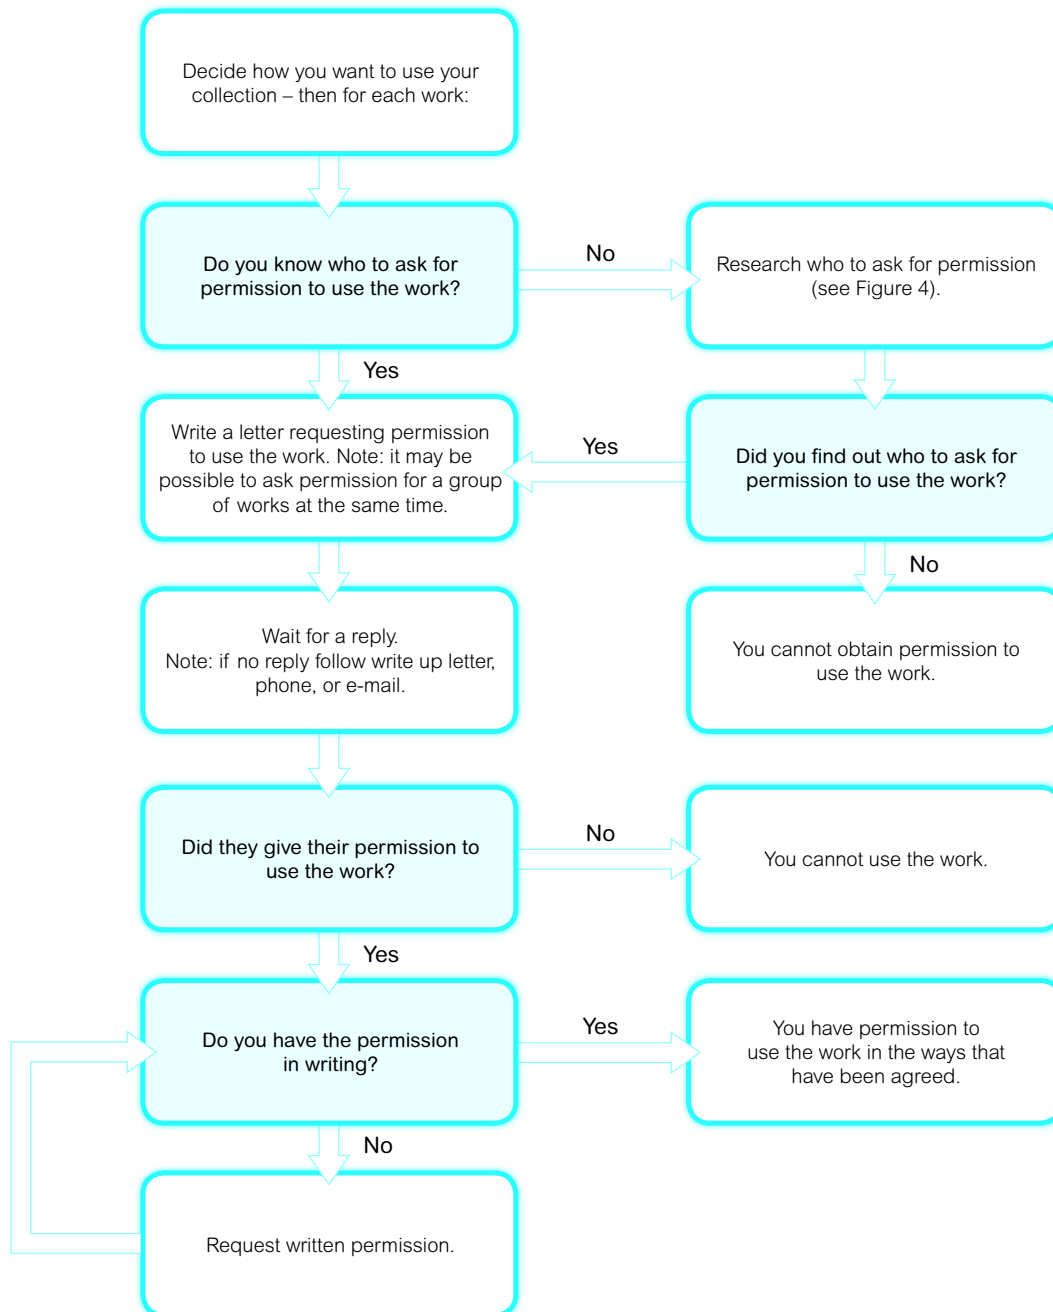 Decide how you want to use your
collection – then for each work:
Do you know who to ask for
permission to use the work?
No
Research who to ask for permission
(see Figure 4).
Yes
Write a letter requesting permission
to use the work. Note: it may be
possible to ask permission for a group
of works at the same time.
Yes
Did you find out who to ask for
permission to use the work?
No
Wait for a reply.
Note: if no reply follow write up letter,
phone, or e-mail.
You cannot obtain permission to
use the work.
Did they give their permission to
use the work?
No
You cannot use the work.
Yes
Do you have the permission
in writing?
Yes
You have permission to
use the work in the ways that
have been agreed.
No
Request written permission.